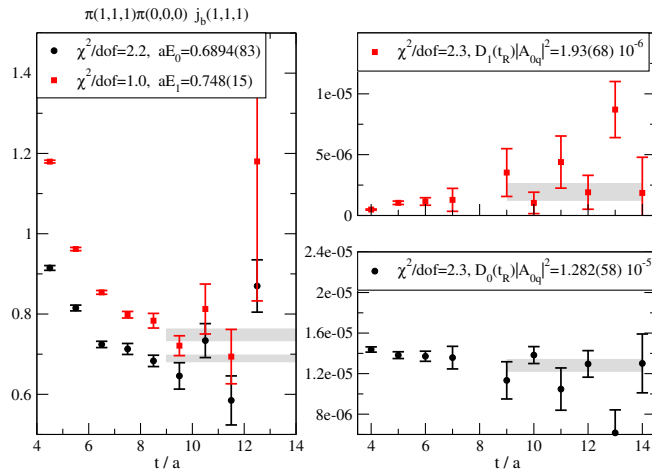 π(1,1,1)π(0,0,0) j_b(1,1,1)
χ²/dof=2.2, aE₀=0.6894(83)
χ²/dof=1.0, aE₁=0.748(15)
1.4
1.2
1.0
0.8
0.6
4 6 8 10 12 14
t / a
χ²/dof=2.3, D₁(t_R)|A_{0q}|²=1.93(68) 10⁻⁶
1e-05
5e-06
0
χ²/dof=2.3, D₀(t_R)|A_{0q}|²=1.282(58) 10⁻⁵
2.4e-05
2e-05
1.6e-05
1.2e-05
8e-06
4 6 8 10 12 14
t / a